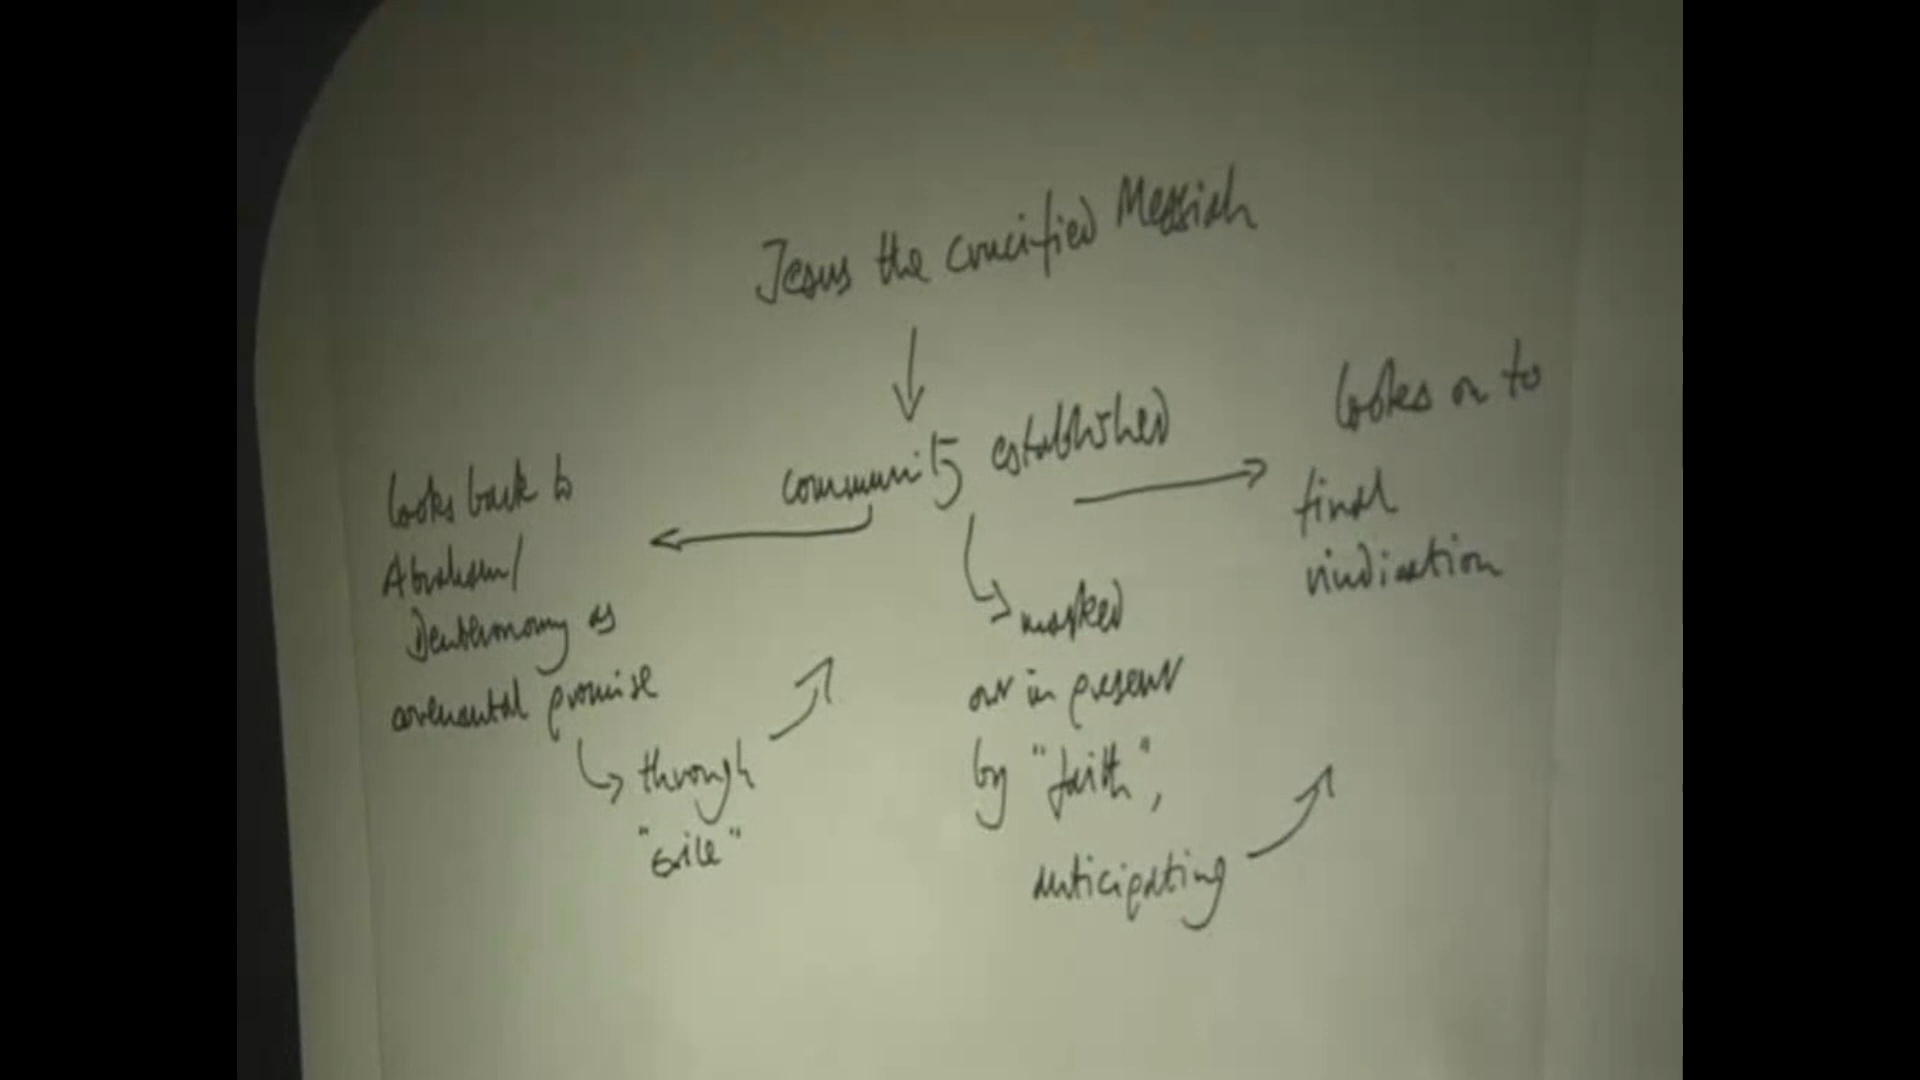 Jesus the crucified Messiah
community established
looks back to
Abraham/
Deuteronomy as
covenantal promise
through
"exile"
marked
out in present
by "faith",
anticipating
looks on to
final
vindication